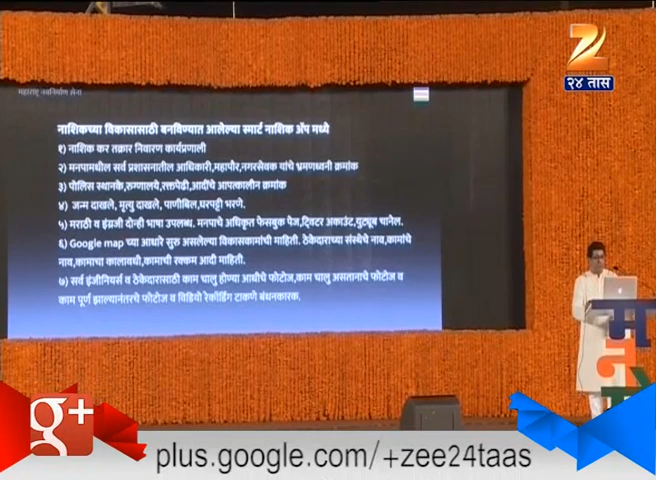 महाराष्ट्र नवनिर्माण सेना
२४ तास
नाशिकच्या विकासासाठी बनविण्यात आलेल्या स्मार्ट नाशिक ॲप मध्ये
१) नाशिक कर तक्रार निवारण कार्यप्रणाली
२) मनपामधील सर्व प्रशासनातील आधिकारी,महापौर,नगरसेवक यांचे भ्रमणध्वनी क्रमांक
३) पोलिस स्थानके,रुग्णालये,रक्तपेढी,आदींचे आपत्कालीन क्रमांक
४) जन्म दाखले, मृत्यु दाखले, पाणीबिल,घरपट्टी भरणे.
५) मराठी व इंग्रजी दोन्ही भाषा उपलब्ध. मनपाचे अधिकृत फेसबुक पेज,ट्विटर अकाउंट,युट्यूब चानेल.
६) Google map च्या आधारे सुरु असलेल्या विकासकामांची माहिती. ठेकेदाराच्या संस्थेचे नाव,कामांचे
नाव,कामाचा कालावधी,कामाची रक्कम आदी माहिती.
७) सर्व इंजीनियर्स व ठेकेदारासाठी काम चालु होण्या आधीचे फोटोज,काम चालु असतानाचे फोटोज व
काम पूर्ण झाल्यानंतरचे फोटोज व विडियो रेकॉर्डिंग टाकणे बंधनकारक.
म
न
से
g+
plus.google.com/+zee24taas